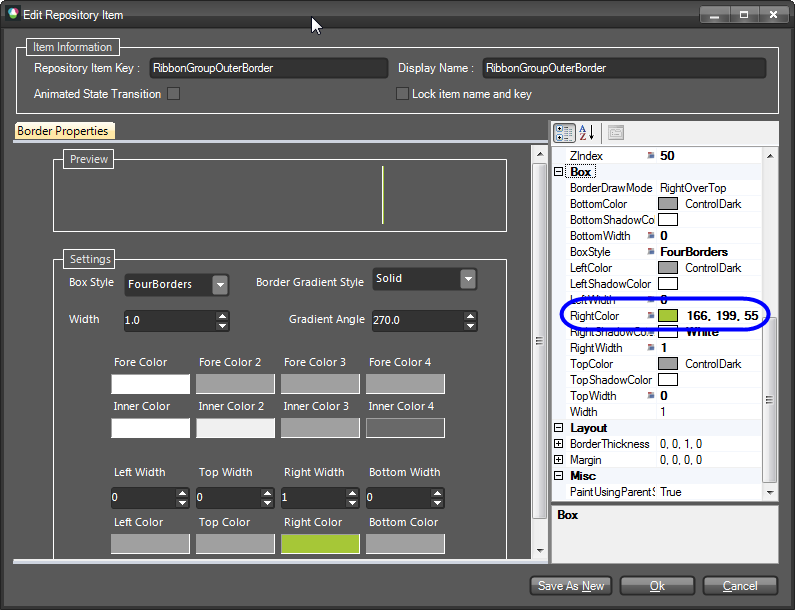 Edit Repository Item
Item Information
Repository Item Key : RibbonGroupOuterBorder Display Name : RibbonGroupOuterBorder
Animated State Transition Lock item name and key
Border Properties
Preview
Settings
Box Style FourBorders Border Gradient Style Solid
Width 1.0 Gradient Angle 270.0
Fore Color Fore Color 2 Fore Color 3 Fore Color 4
Inner Color Inner Color 2 Inner Color 3 Inner Color 4
Left Width Top Width Right Width Bottom Width
0 0 1 0
Left Color Top Color Right Color Bottom Color
ZIndex 50
Box
BorderDrawMode RightOverTop
BottomColor ControlDark
BottomShadowCo
BottomWidth 0
BoxStyle FourBorders
LeftColor ControlDark
LeftShadowColor
LeftWidth 0
RightColor 166, 199, 55
RightShadowCo White
RightWidth 1
TopColor ControlDark
TopShadowColor
TopWidth 0
Width 1
Layout
BorderThickness 0, 0, 1, 0
Margin 0, 0, 0, 0
Misc
PaintUsingParentS True
Box
Save As New Ok Cancel